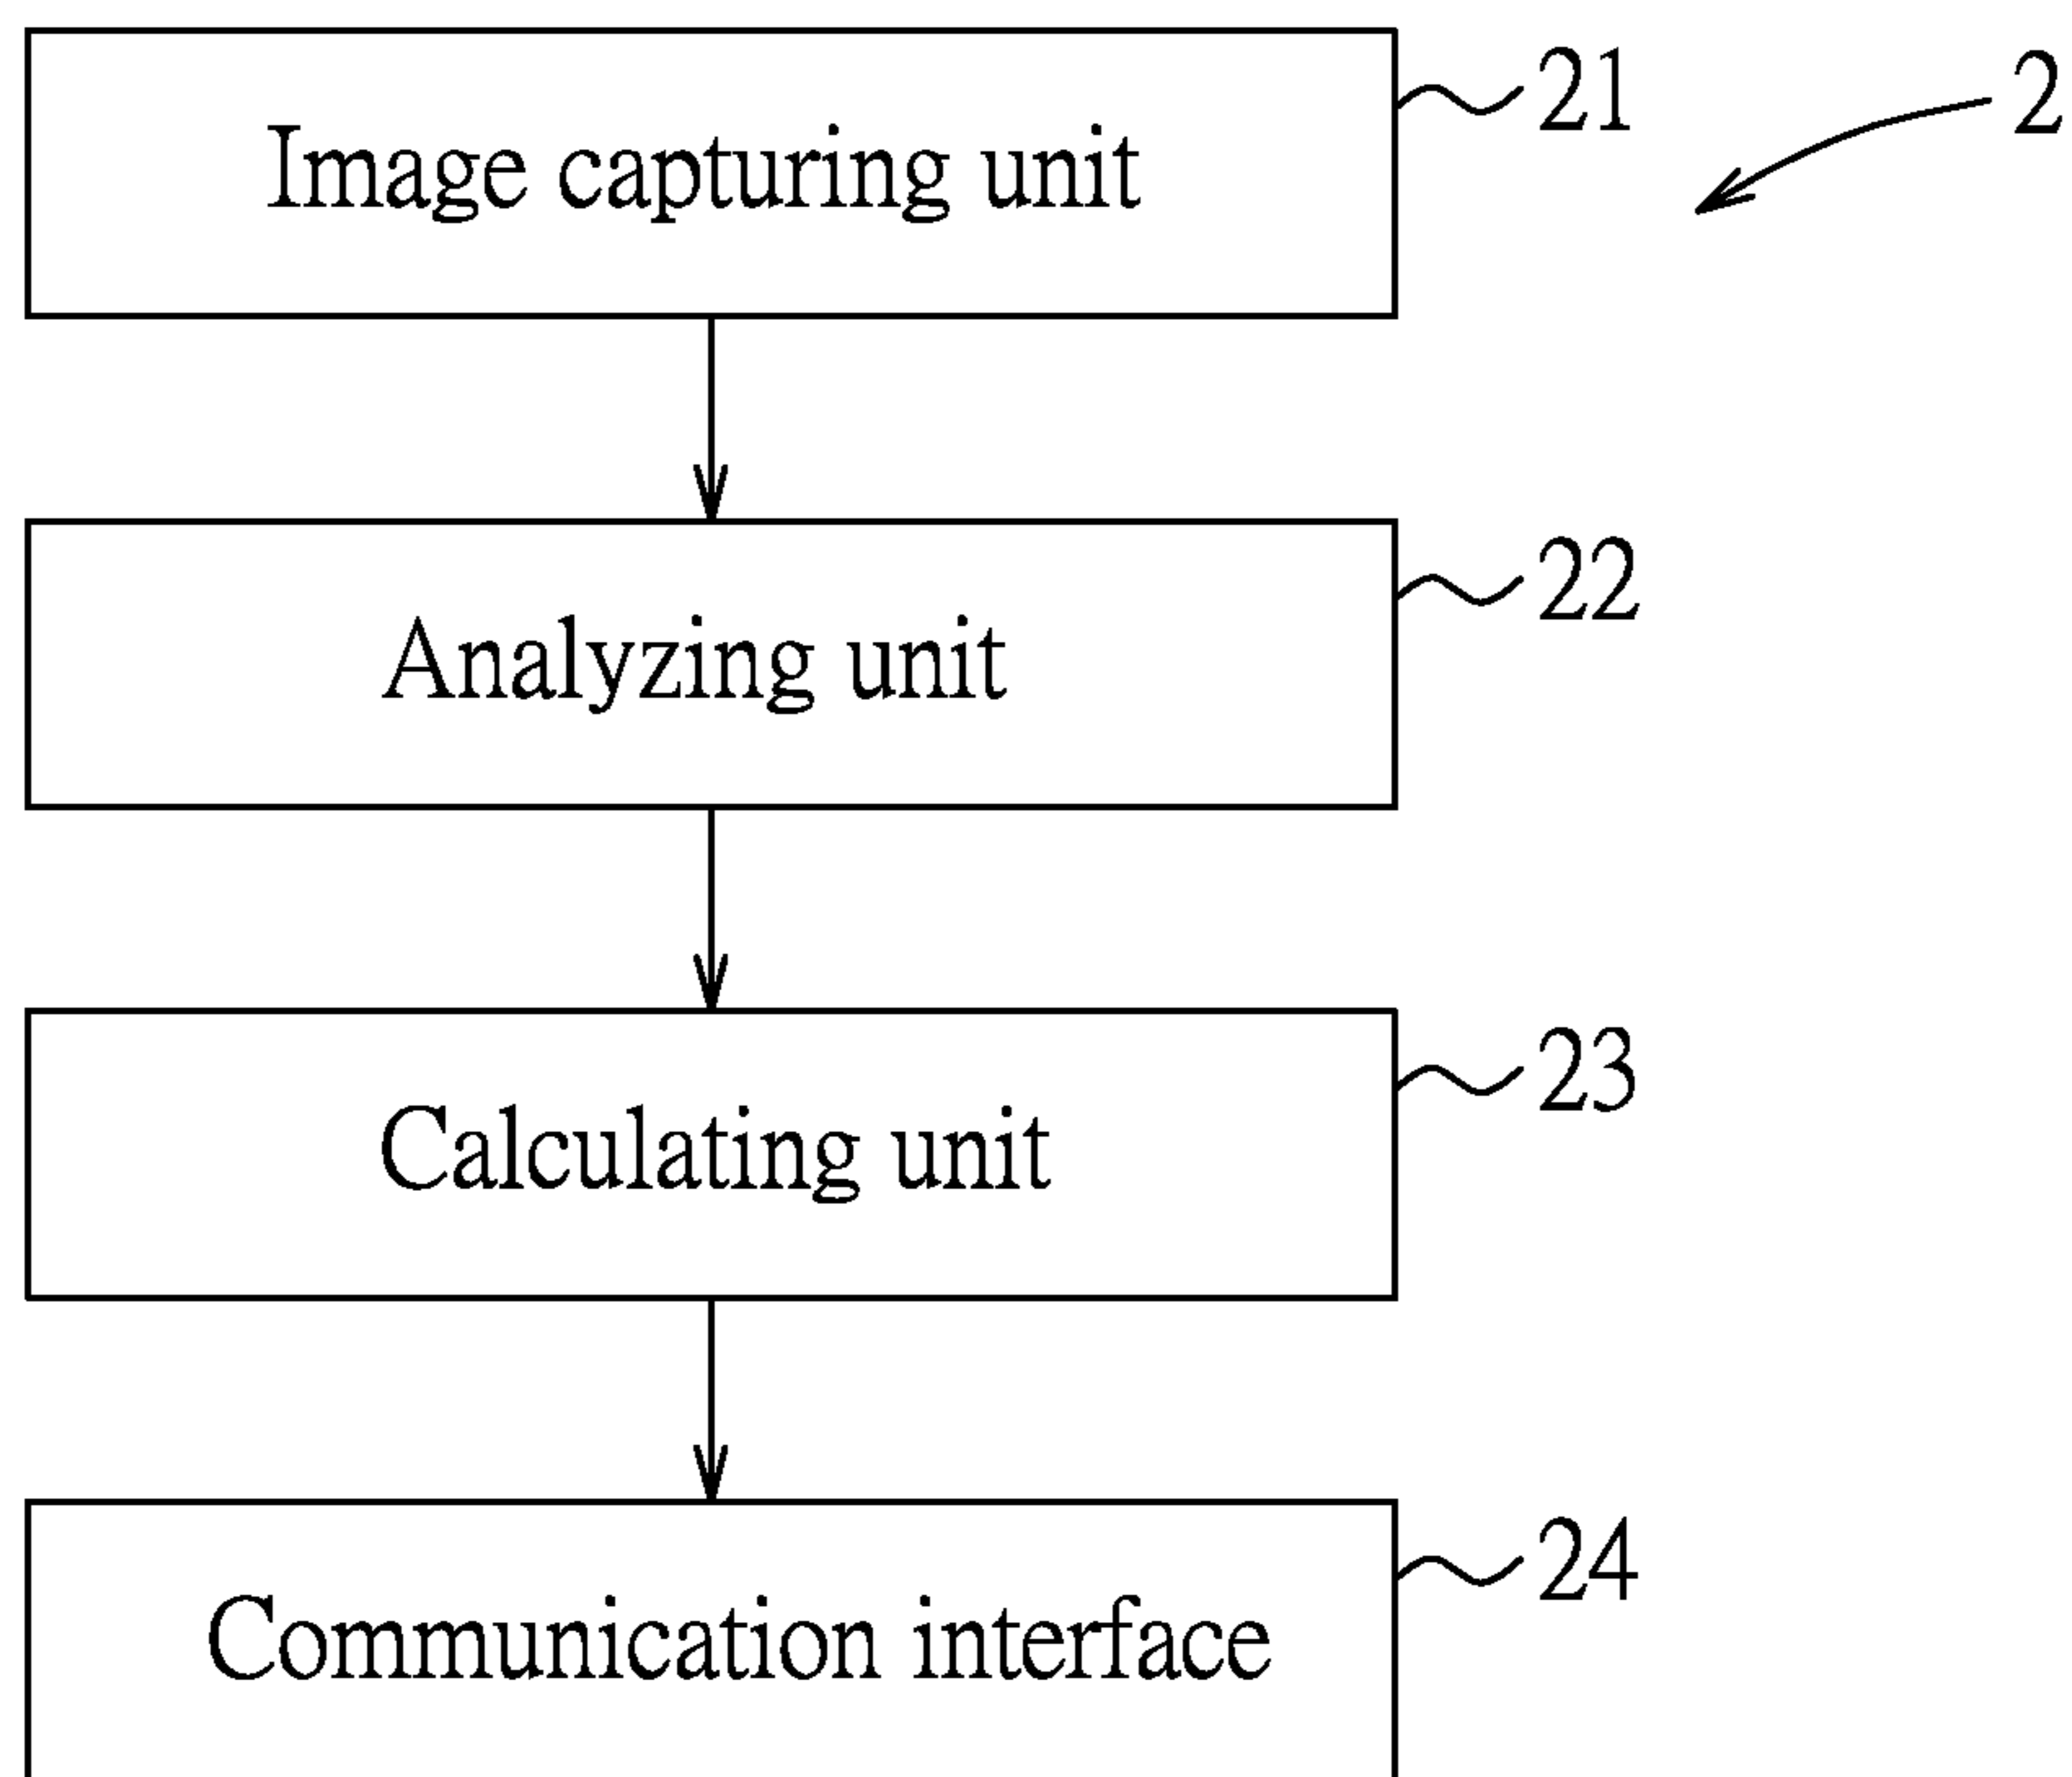 Image capturing unit
21
2
Analyzing unit
22
Calculating unit
23
Communication interface
24